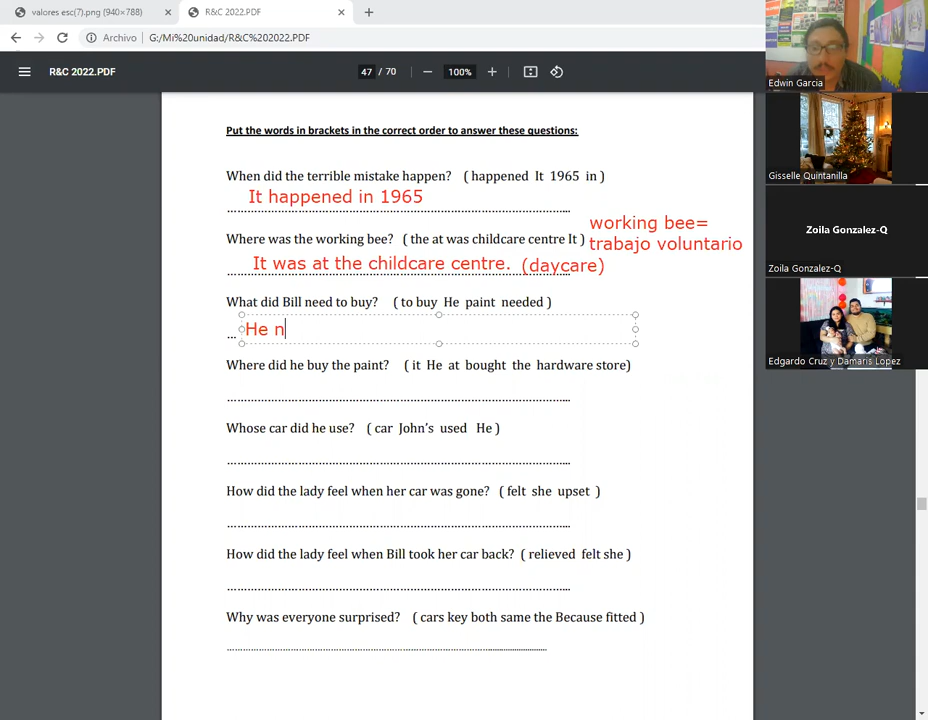 valores esc(7).png (940×788)
R&C 2022.PDF
Archivo
G:/Mi%20unidad/R&C%202022.PDF
R&C 2022.PDF
47 / 70
100%
Put the words in brackets in the correct order to answer these questions:
When did the terrible mistake happen? ( happened It 1965 in )
It happened in 1965
working bee=
Where was the working bee? ( the at was childcare centre It )
trabajo voluntario
It was at the childcare centre. (daycare)
What did Bill need to buy? ( to buy He paint needed )
He n
Where did he buy the paint? ( it He at bought the hardware store)
Whose car did he use? ( car John's used He )
How did the lady feel when her car was gone? ( felt she upset )
How did the lady feel when Bill took her car back? ( relieved felt she )
Why was everyone surprised? ( cars key both same the Because fitted )
Edwin Garcia
Gisselle Quintanilla
Zoila Gonzalez-Q
Zoila Gonzalez-Q
Edgardo Cruz y Damaris Lopez